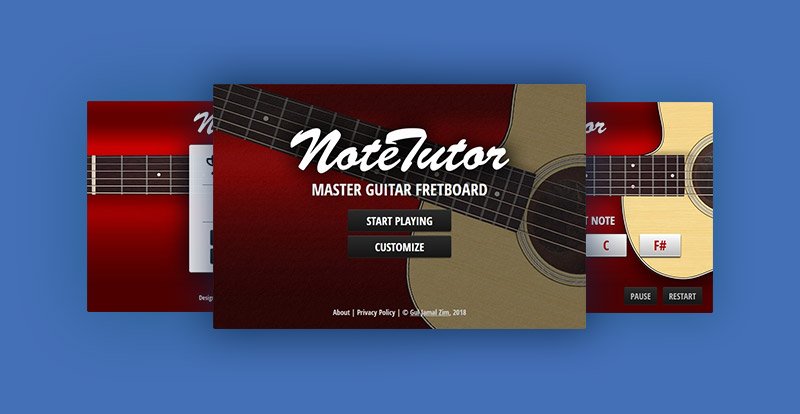 NoteTutor
MASTER GUITAR FRETBOARD
START PLAYING
CUSTOMIZE
About | Privacy Policy | © Gul Jamal Zim, 2018
NOTE
C
F#
PAUSE
RESTART